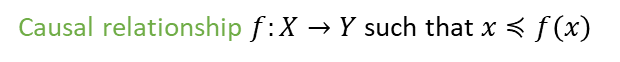 Causal relationship f: X → Y such that x ≼ f(x)